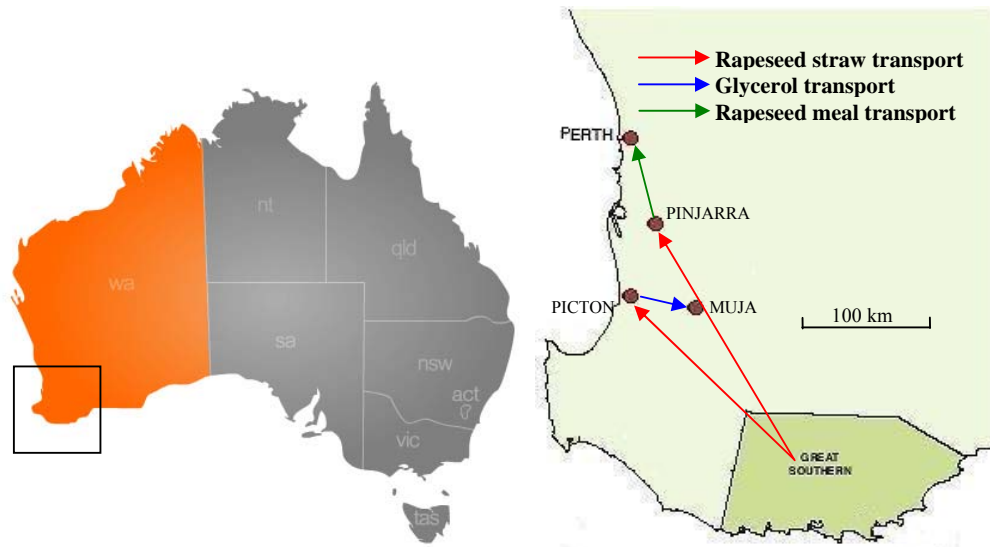 nt
wa
qld
sa
nsw
act
vic
tas
Rapeseed straw transport
Glycerol transport
Rapeseed meal transport
PERTH
PINJARRA
PICTON
MUJA
100 km
GREAT
SOUTHERN